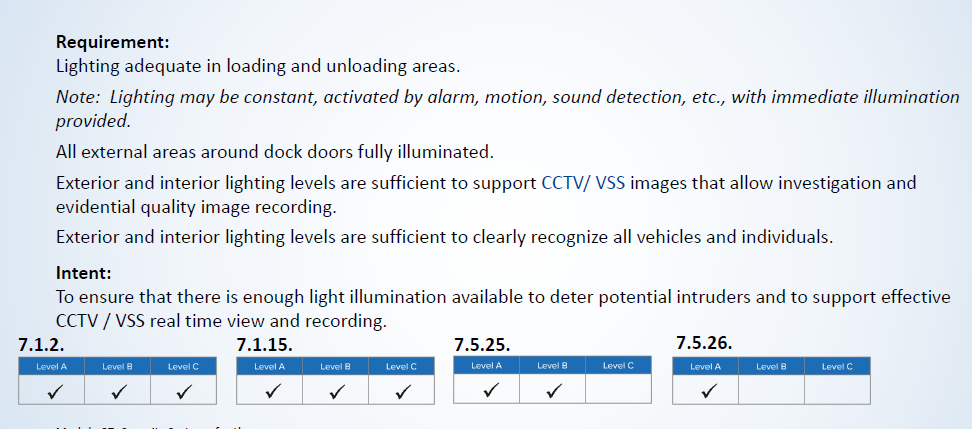 Requirement:
Lighting adequate in loading and unloading areas.
Note: Lighting may be constant, activated by alarm, motion, sound detection, etc., with immediate illumination
provided.
All external areas around dock doors fully illuminated.
Exterior and interior lighting levels are sufficient to support CCTV/ VSS images that allow investigation and
evidential quality image recording.
Exterior and interior lighting levels are sufficient to clearly recognize all vehicles and individuals.
Intent:
To ensure that there is enough light illumination available to deter potential intruders and to support effective
CCTV / VSS real time view and recording.
7.1.2. 7.1.15. 7.5.25. 7.5.26.
Level A Level B Level C Level A Level B Level C Level A Level B Level C Level A Level B Level C
✓ ✓ ✓ ✓ ✓ ✓ ✓ ✓ ✓